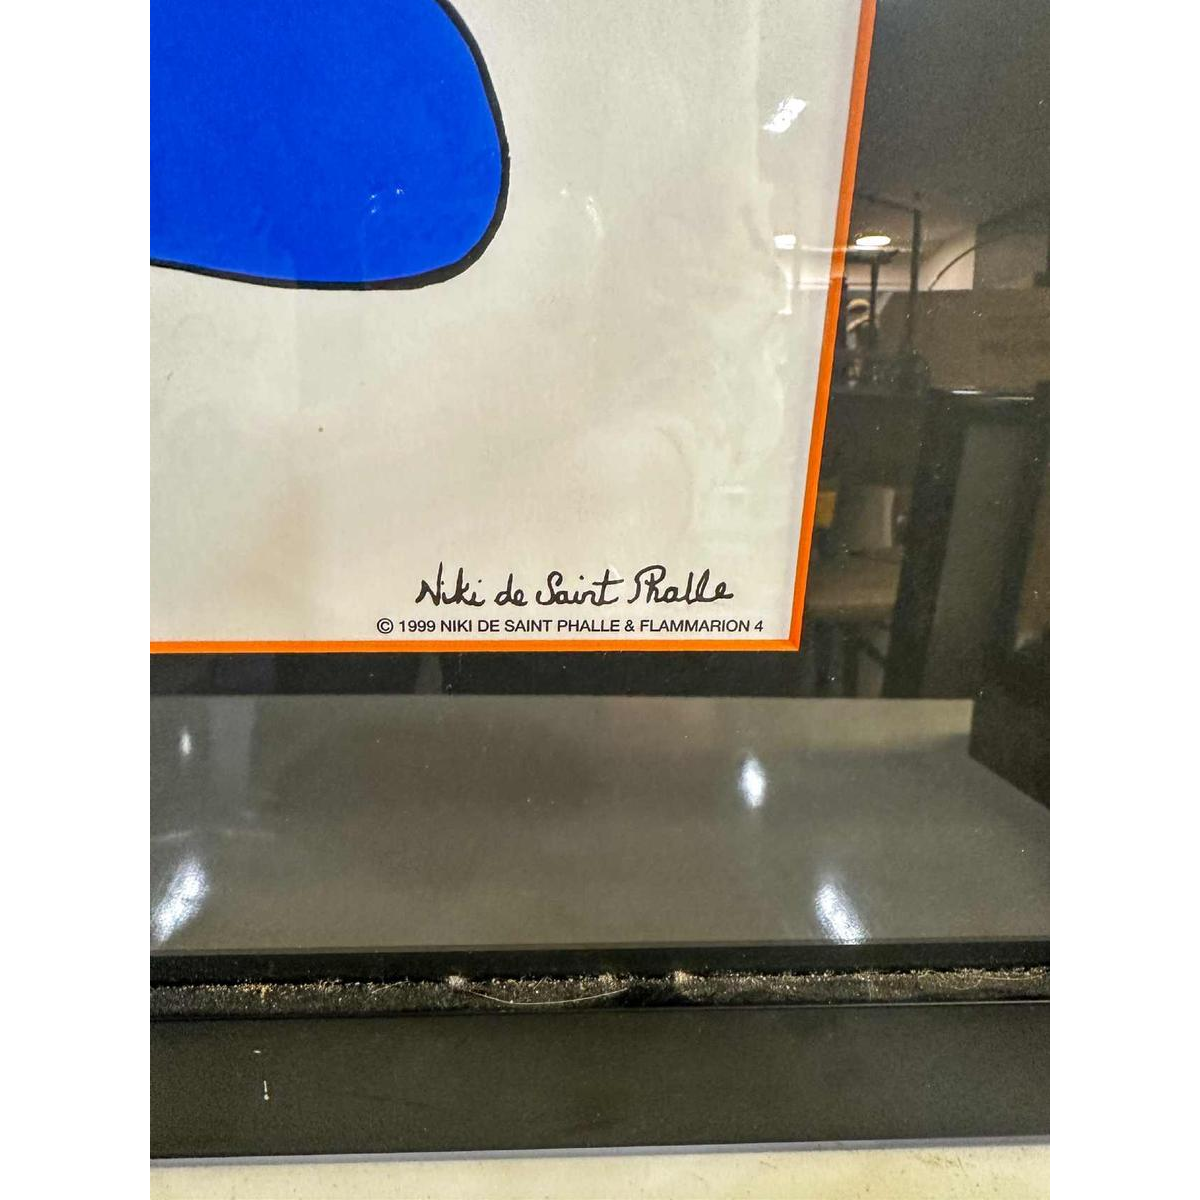 Niki de Saint Phalle
© 1999 NIKI DE SAINT PHALLE & FLAMMARION 4